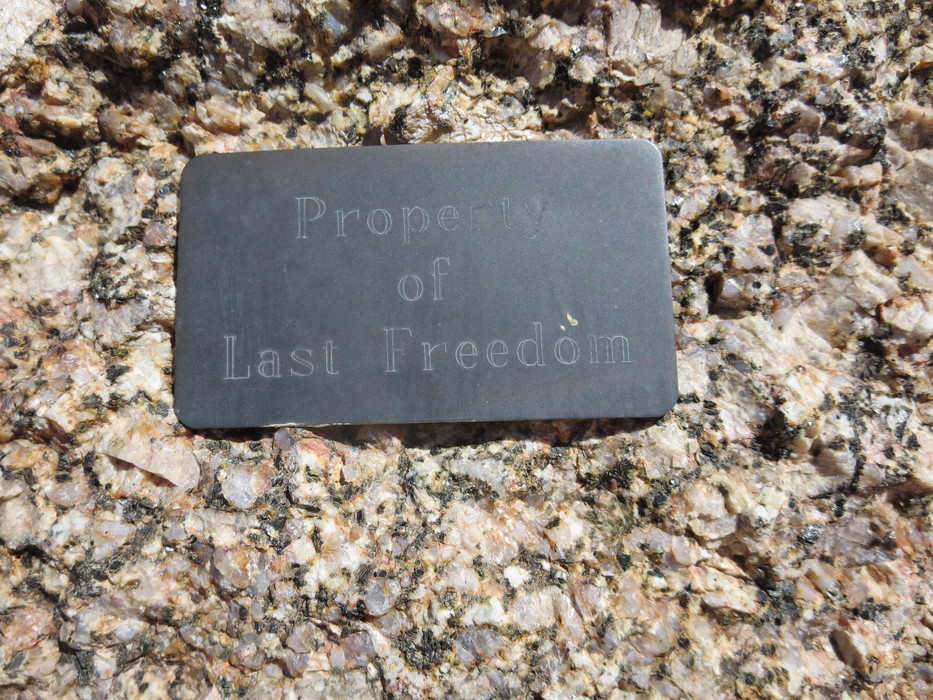 Property
of
Last Freedom